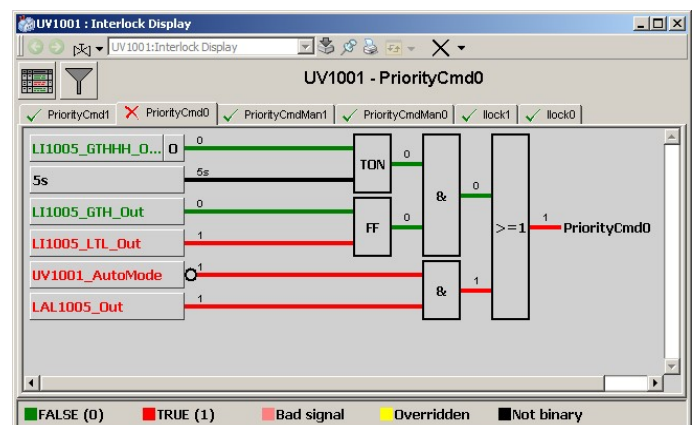 UV1001 : Interlock Display
UV1001:Interlock Display
UV1001 - PriorityCmd0
PriorityCmd1 PriorityCmd0 PriorityCmdMan1 PriorityCmdMan0 Ilock1 Ilock0
LI1005_GTHHH_O... O 0
5s 5s
TON 0
LI1005_GTH_Out 0
& 0
LI1005_LTL_Out 1
FF 0
>=1 1 PriorityCmd0
UV1001_AutoMode 1
& 1
LAL1005_Out 1
FALSE (0) TRUE (1) Bad signal Overridden Not binary